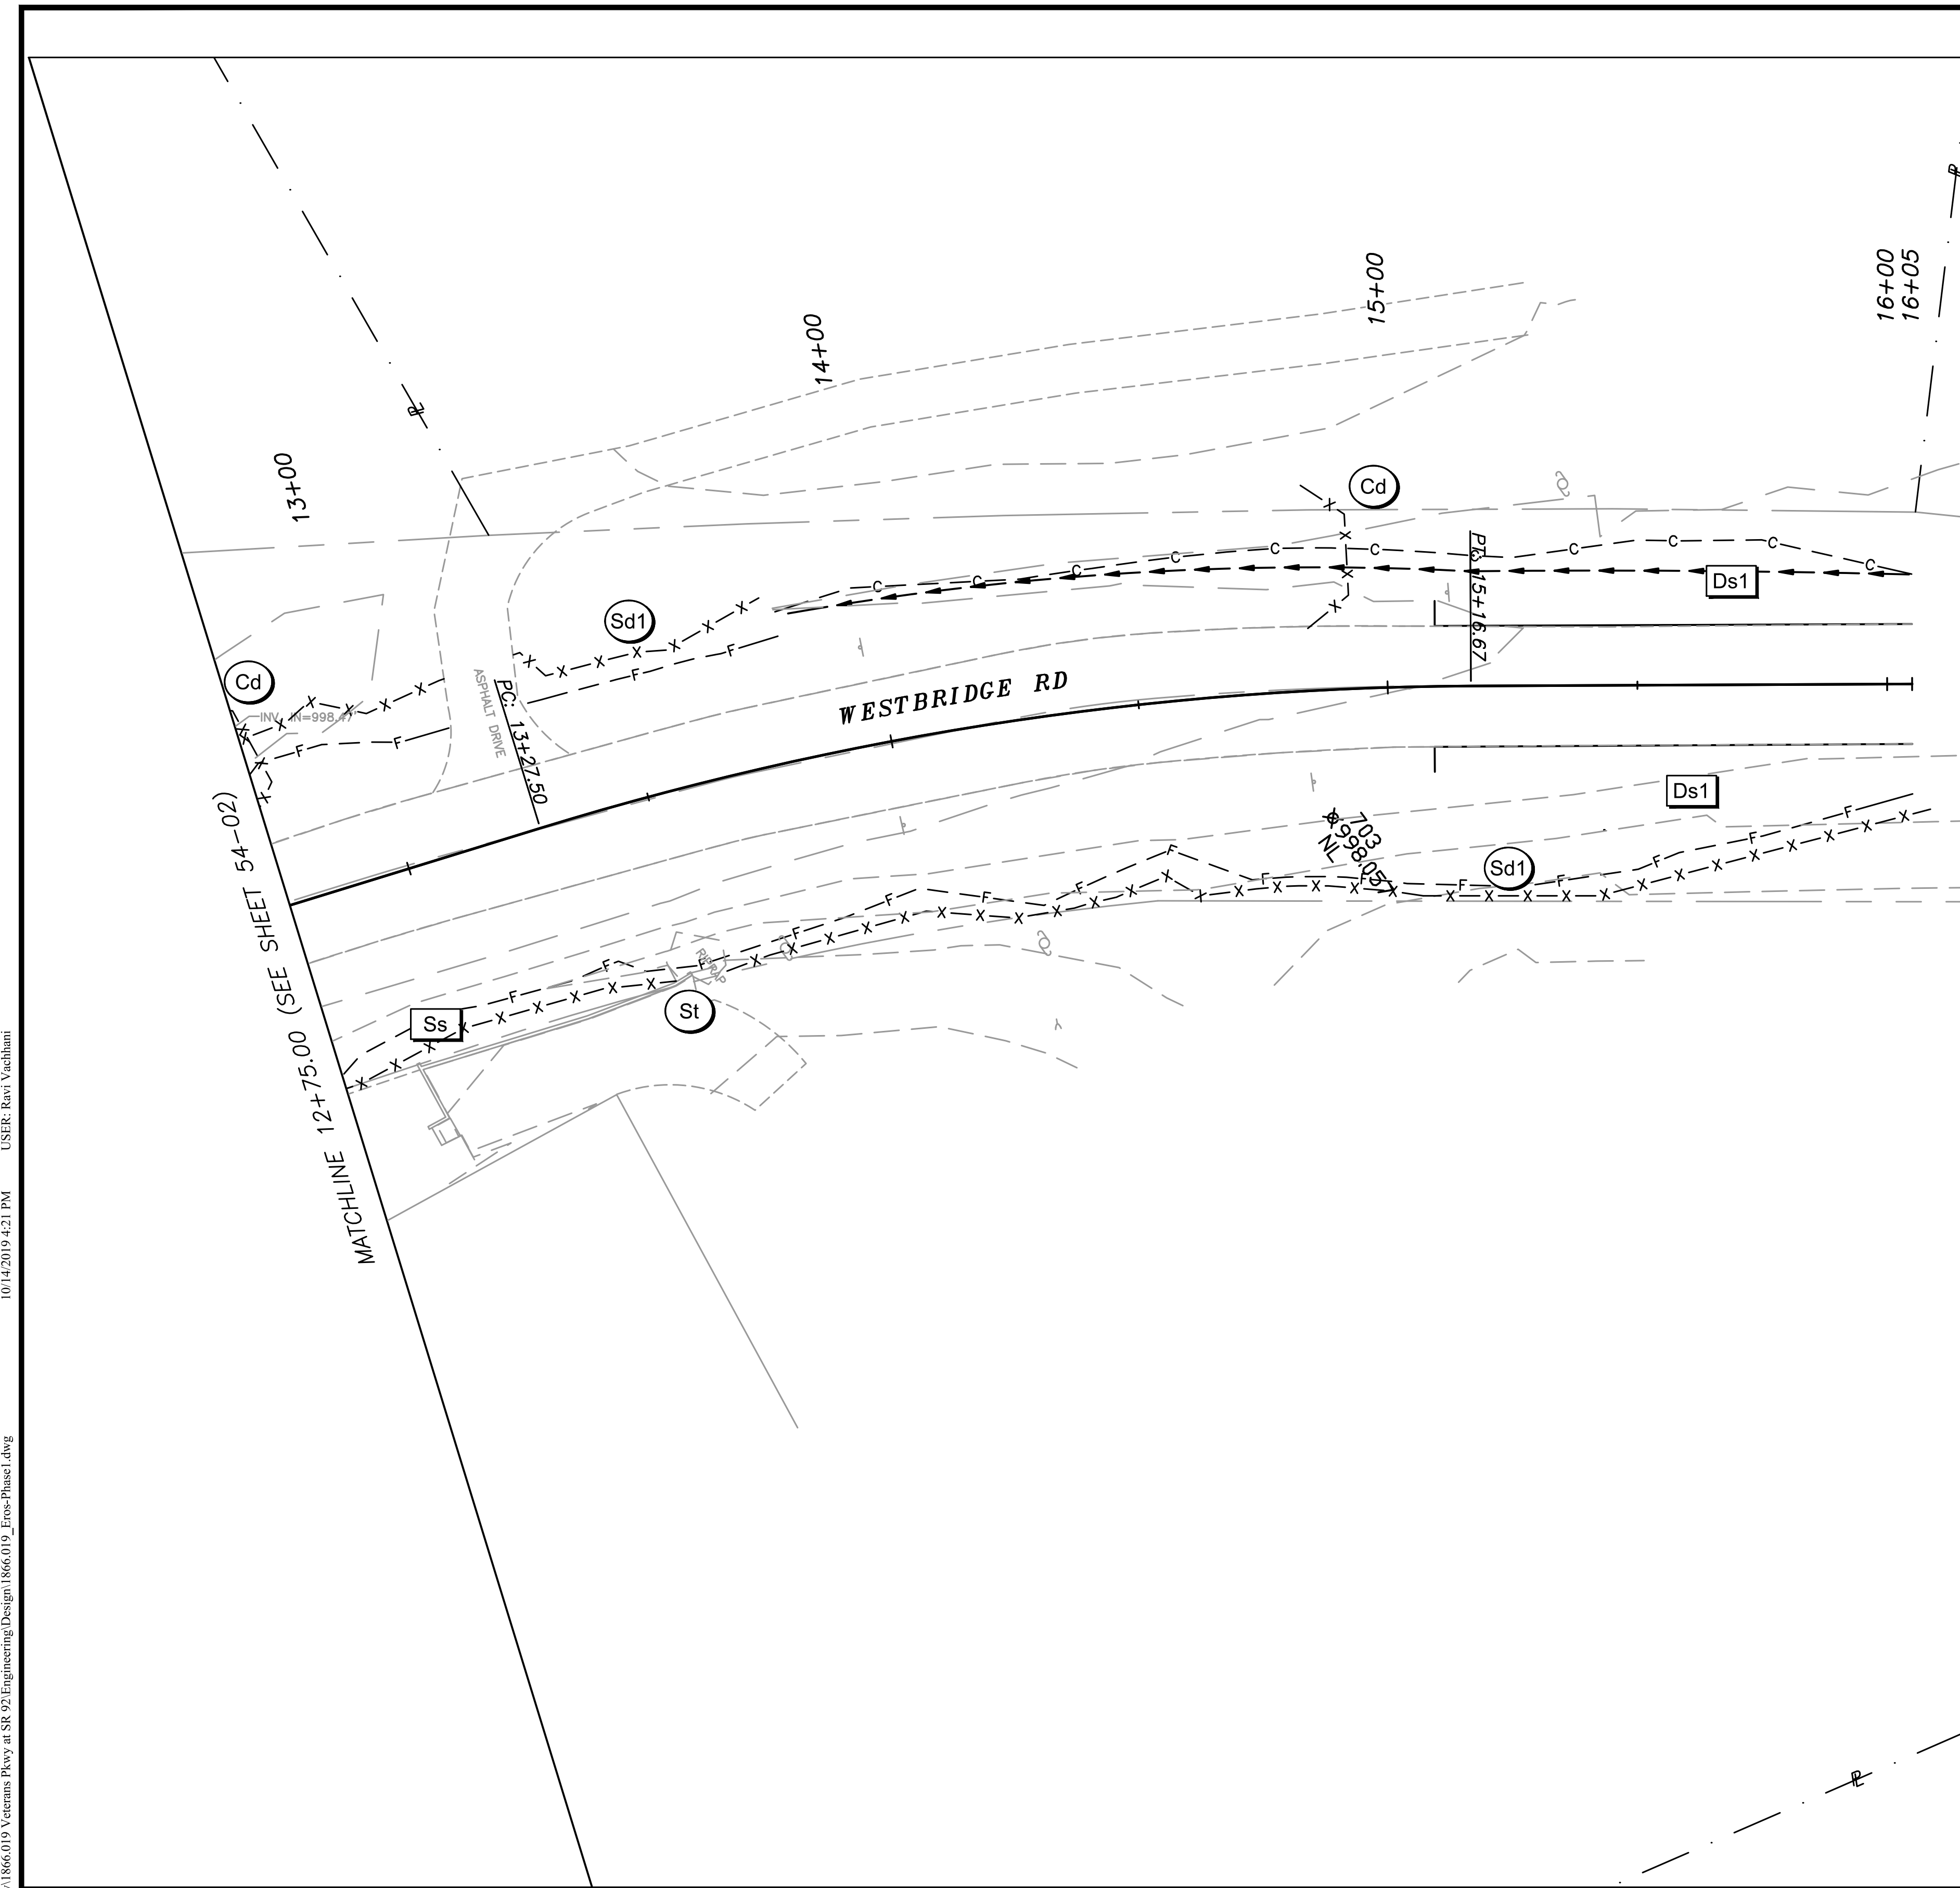 16+00
16+05
15+00
14+00
13+00
Cd
Sd1
PT: 15+16.67
Ds1
Cd
INV. IN=998.47'
ASPHALT DRIVE
PC: 13+27.50
WESTBRIDGE RD
Ds1
703
998.05
NL
Sd1
RIPRAP
Ss
St
MATCHLINE 12+75.00 (SEE SHEET 54-02)
USER: Ravi Vachhani
10/14/2019 4:21 PM
\1866.019 Veterans Pkwy at SR 92\Engineering\Design\1866.019_Eros-Phase1.dwg